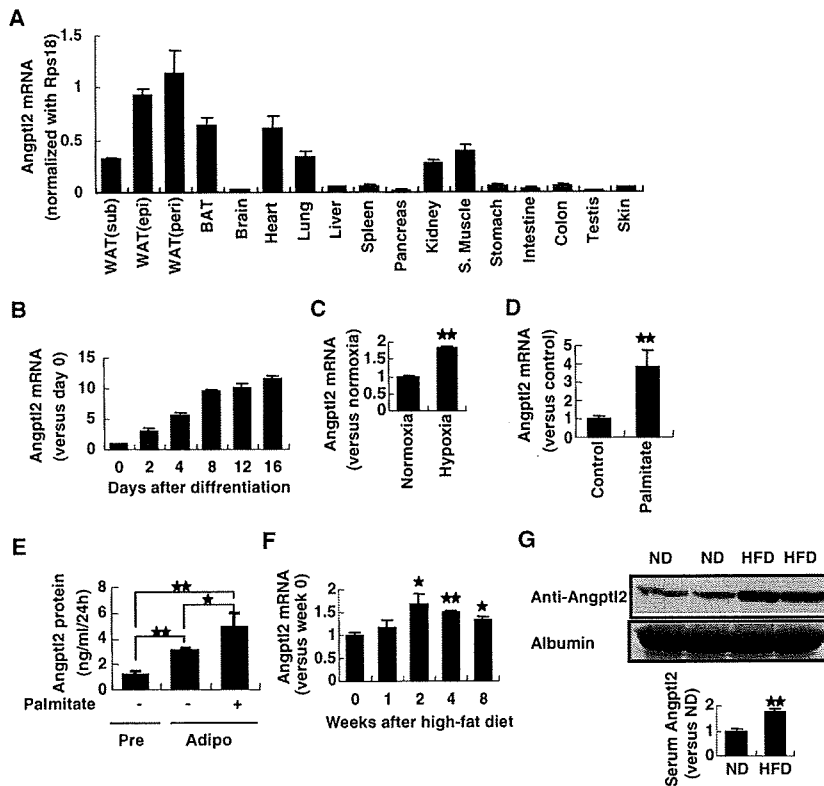 A
Angptl2 mRNA
(normalized with Rps18)
1.5
1
0.5
0
WAT(sub)
WAT(epi)
WAT(peri)
BAT
Brain
Heart
Lung
Liver
Spleen
Pancreas
Kidney
S. Muscle
Stomach
Intestine
Colon
Testis
Skin
B
Angptl2 mRNA
(versus day 0)
15
10
5
0
0 2 4 8 12 16
Days after diffrentiation
C
Angptl2 mRNA
(versus normoxia)
2
1.5
1
0.5
0
★★
Normoxia
Hypoxia
D
Angptl2 mRNA
(versus control)
5
4
3
2
1
0
★★
Control
Palmitate
E
Angptl2 protein
(ng/ml/24h)
8
6
4
2
0
★★
★
★★
Palmitate - - +
Pre Adipo
F
Angptl2 mRNA
(versus week 0)
2
1.5
1
0.5
0
★ ★★ ★
0 1 2 4 8
Weeks after high-fat diet
G
ND ND HFD HFD
Anti-Angptl2
Albumin
Serum Angptl2
(versus ND)
2
1
0
★★
ND HFD